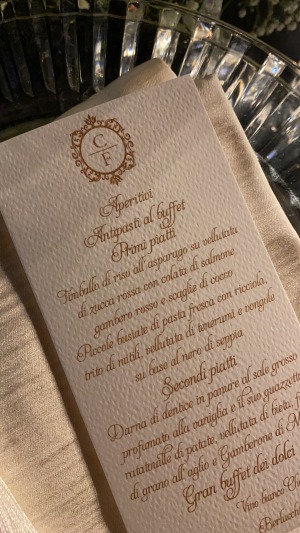 C
F
Aperitivi
Antipasti al buffet
Primi piatti
Timballo di riso all'asparago su vellutata
di zucca rossa con colata di salmone,
gambero rosso e scaglie di cocco
Piccole busiate di pasta fresca con ricciola,
trito di nubili, vellutata di tenerumi e vongole
su base al nero di seppia
Secondi piatti
Darna di dentice in panure al sale grosso
profumato alla vaniglia e il suo guazzetto
ratatouille di patate, vellutata di bieta,
di grano all'aglio e Gamberone di M
Gran buffet dei dolci
Vino bianco
Berlucch